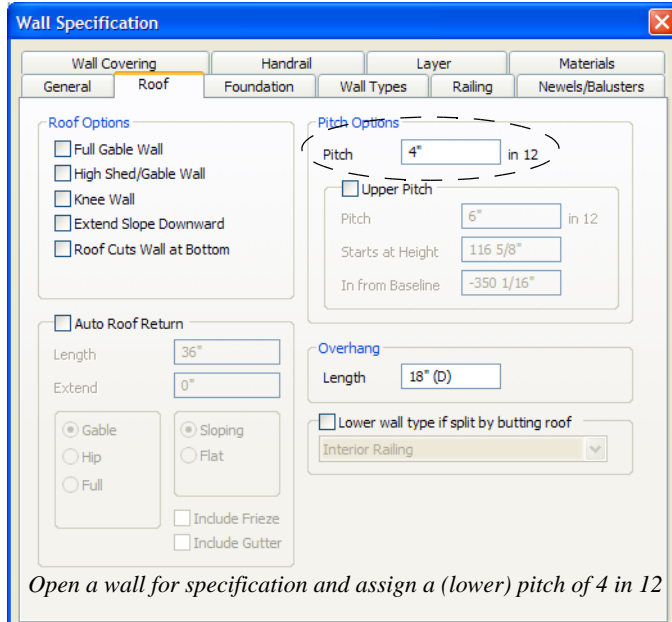 Wall Specification
Wall Covering Handrail Layer Materials
General Roof Foundation Wall Types Railing Newels/Balusters
Roof Options
Full Gable Wall
High Shed/Gable Wall
Knee Wall
Extend Slope Downward
Roof Cuts Wall at Bottom
Pitch Options
Pitch 4" in 12
Upper Pitch
Pitch 6" in 12
Starts at Height 116 5/8"
In from Baseline -350 1/16"
Auto Roof Return
Length 36"
Extend 0"
Gable
Hip
Full
Sloping
Flat
Include Frieze
Include Gutter
Overhang
Length 18" (D)
Lower wall type if split by butting roof
Interior Railing
Open a wall for specification and assign a (lower) pitch of 4 in 12